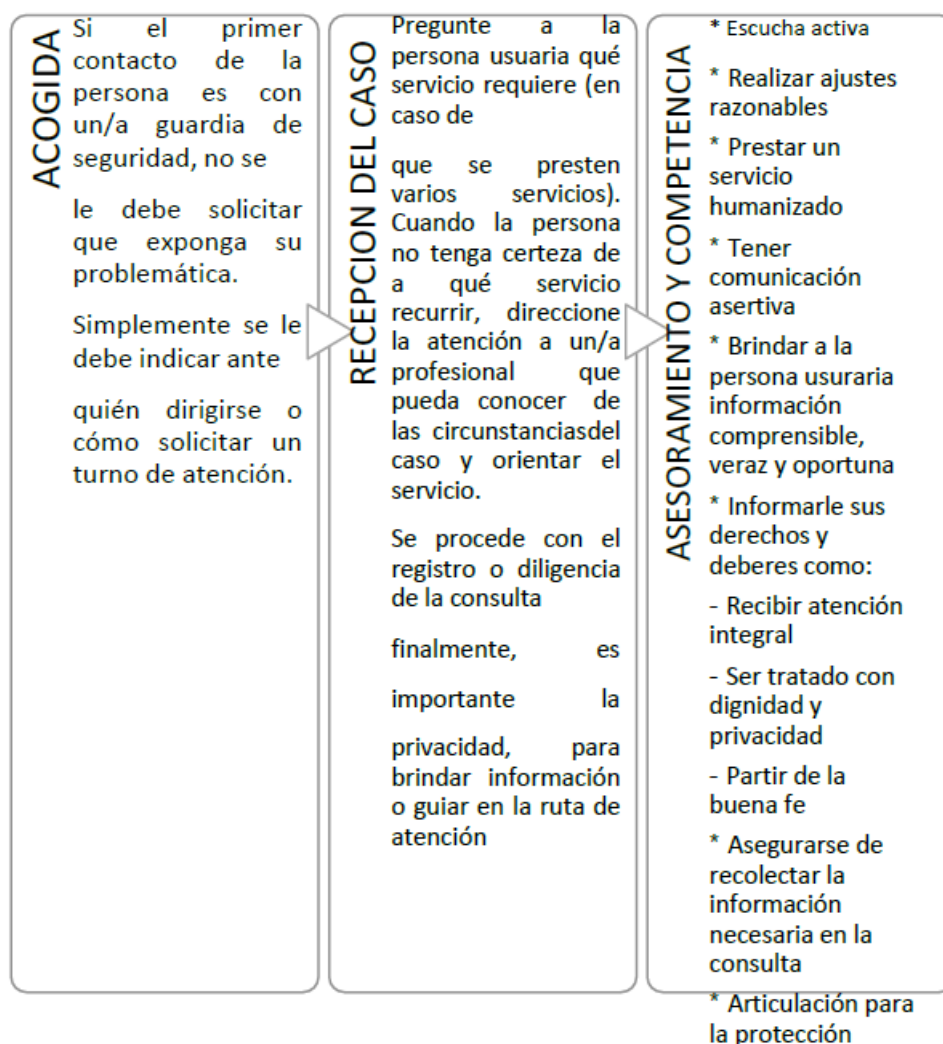 ACOGIDA
Si el primer
contacto de la
persona es con
un/a guardia de
seguridad, no se
le debe solicitar
que exponga su
problemática.
Simplemente se le
debe indicar ante
quién dirigirse o
cómo solicitar un
turno de atención.
RECEPCION DEL CASO
Pregunte a la
persona usuaria qué
servicio requiere (en
caso de
que se presten
varios servicios).
Cuando la persona
no tenga certeza de
a qué servicio
recurrir, direccione
la atención a un/a
profesional que
pueda conocer de
las circunstanciasdel
caso y orientar el
servicio.
Se procede con el
registro o diligencia
de la consulta
finalmente, es
importante la
privacidad, para
brindar información
o guiar en la ruta de
atención
ASESORAMIENTO Y COMPETENCIA
* Escucha activa
* Realizar ajustes
razonables
* Prestar un
servicio
humanizado
* Tener
comunicación
asertiva
* Brindar a la
persona usuraria
información
comprensible,
veraz y oportuna
* Informarle sus
derechos y
deberes como:
- Recibir atención
integral
- Ser tratado con
dignidad y
privacidad
- Partir de la
buena fe
* Asegurarse de
recolectar la
información
necesaria en la
consulta
* Articulación para
la protección